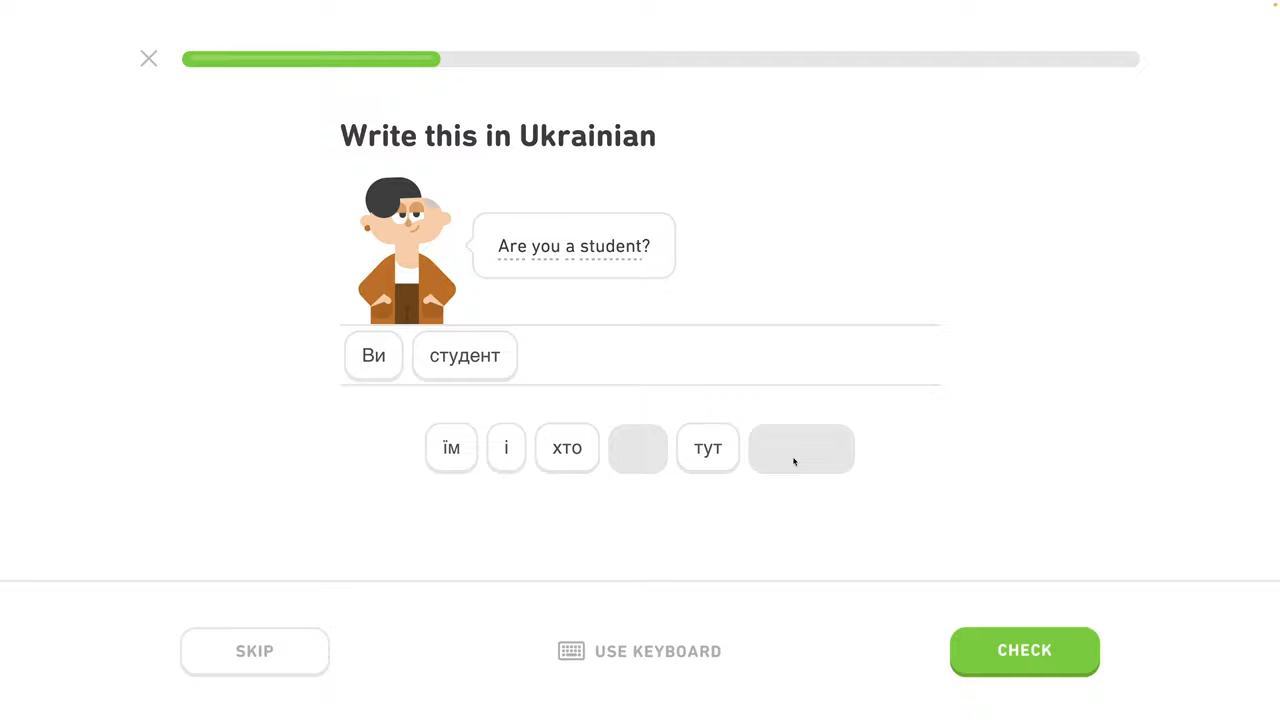 Write this in Ukrainian
Are you a student?
Ви студент
їм і хто тут
SKIP USE KEYBOARD CHECK